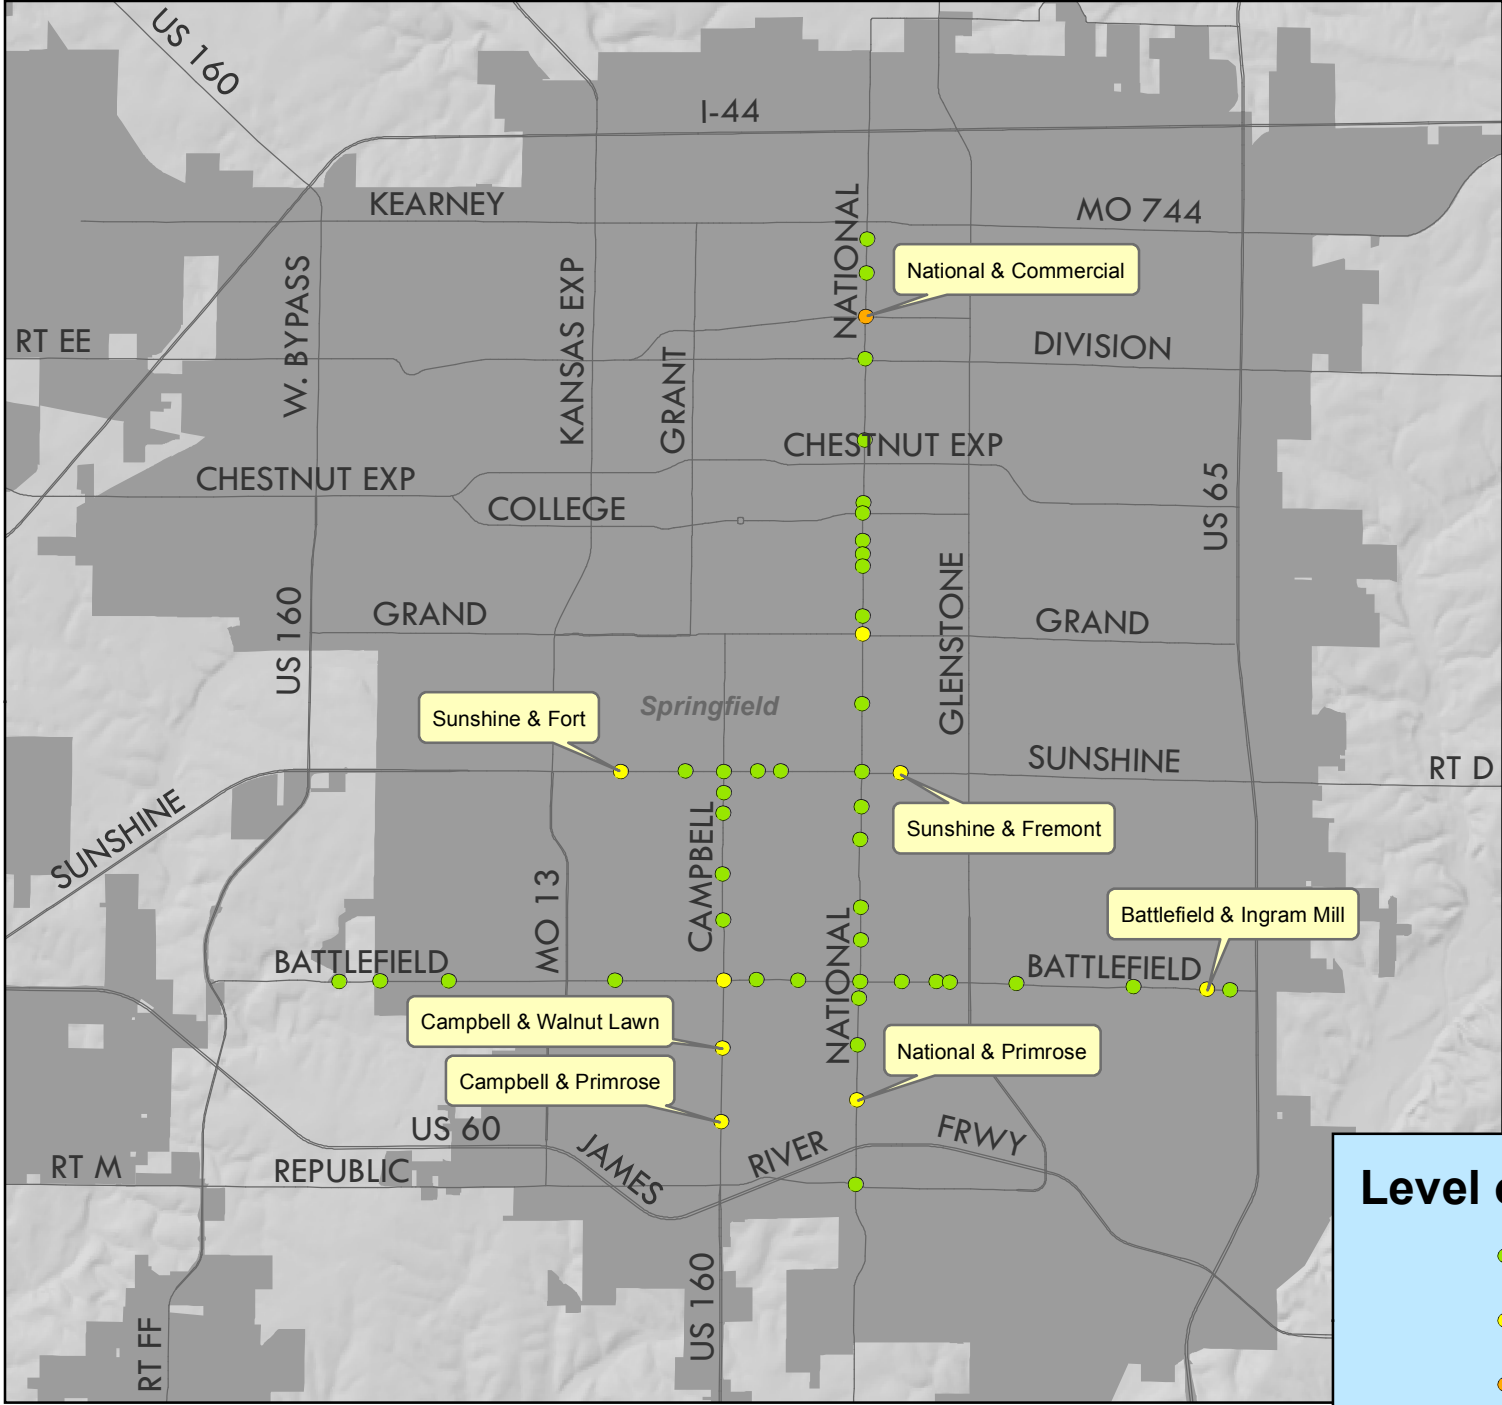 US 160
I-44
KEARNEY
MO 744
NATIONAL
National & Commercial
W. BYPASS
KANSAS EXP
RT EE
GRANT
DIVISION
CHESTNUT EXP
CHESTNUT EXP
COLLEGE
US 65
GLENSTONE
US 160
GRAND
GRAND
Springfield
Sunshine & Fort
SUNSHINE
RT D
SUNSHINE
CAMPBELL
Sunshine & Fremont
MO 13
Battlefield & Ingram Mill
NATIONAL
BATTLEFIELD
BATTLEFIELD
Campbell & Walnut Lawn
National & Primrose
Campbell & Primrose
US 60
JAMES
RIVER
FRWY
RT M
REPUBLIC
Level
US 160
RT FF